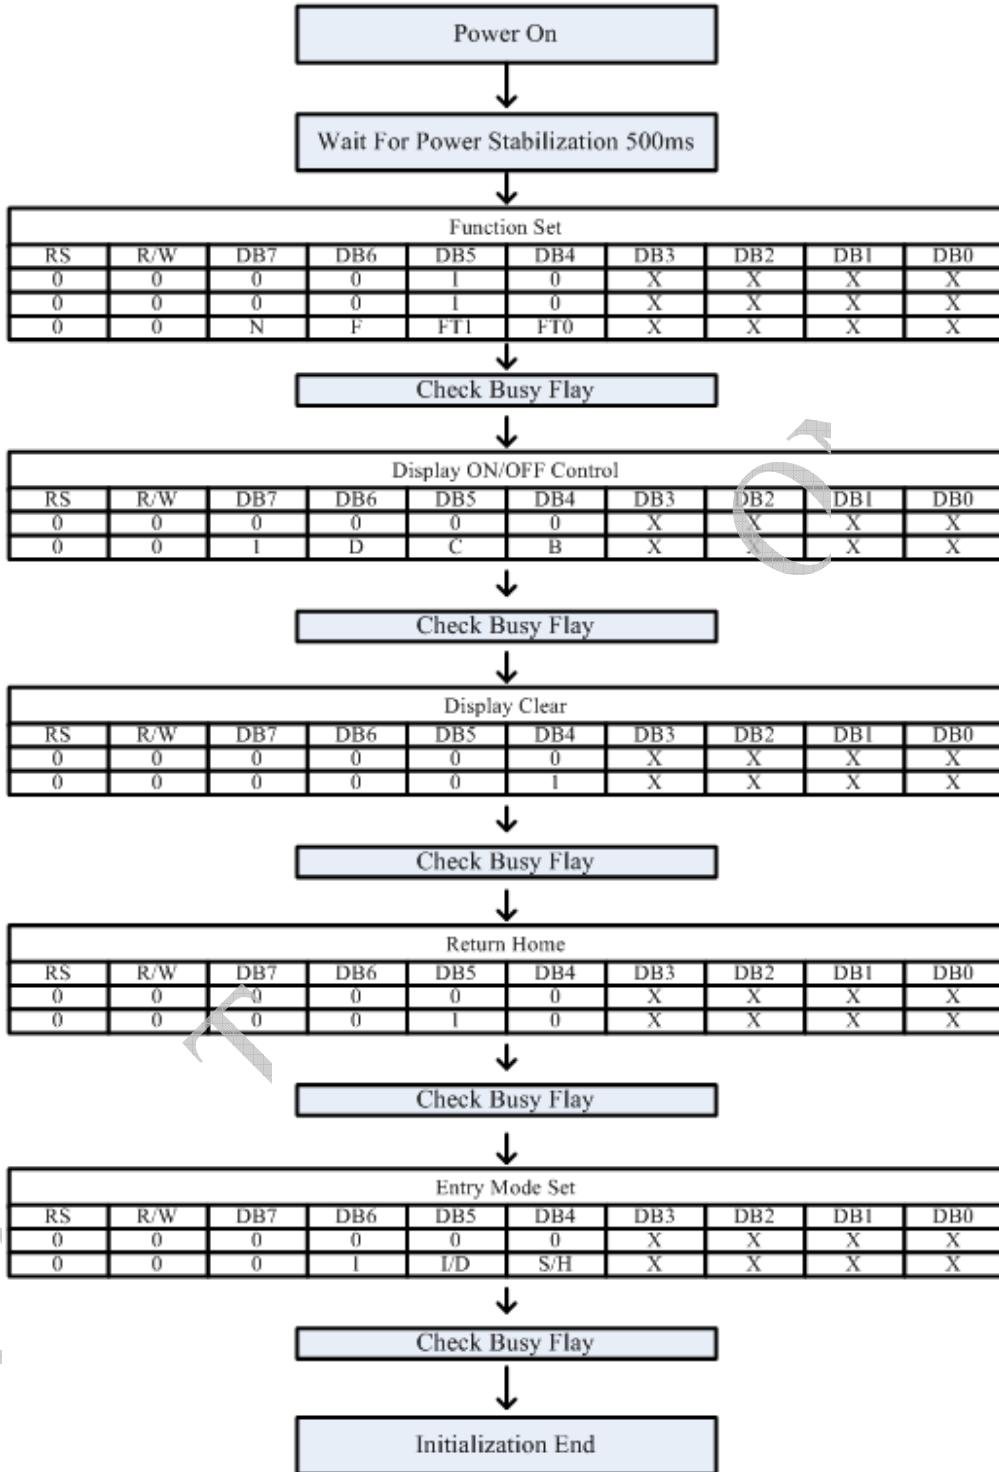 Power On
Wait For Power Stabilization 500ms
Function Set
RS R/W DB7 DB6 DB5 DB4 DB3 DB2 DB1 DB0
0 0 0 0 1 0 X X X X
0 0 0 0 1 0 X X X X
0 0 N F FT1 FT0 X X X X
Check Busy Flay
Display ON/OFF Control
RS R/W DB7 DB6 DB5 DB4 DB3 DB2 DB1 DB0
0 0 0 0 0 0 X X X X
0 0 1 D C B X X X X
Check Busy Flay
Display Clear
RS R/W DB7 DB6 DB5 DB4 DB3 DB2 DB1 DB0
0 0 0 0 0 0 X X X X
0 0 0 0 0 1 X X X X
Check Busy Flay
Return Home
RS R/W DB7 DB6 DB5 DB4 DB3 DB2 DB1 DB0
0 0 0 0 0 0 X X X X
0 0 0 0 1 0 X X X X
Check Busy Flay
Entry Mode Set
RS R/W DB7 DB6 DB5 DB4 DB3 DB2 DB1 DB0
0 0 0 0 0 0 X X X X
0 0 0 1 I/D S/H X X X X
Check Busy Flay
Initialization End